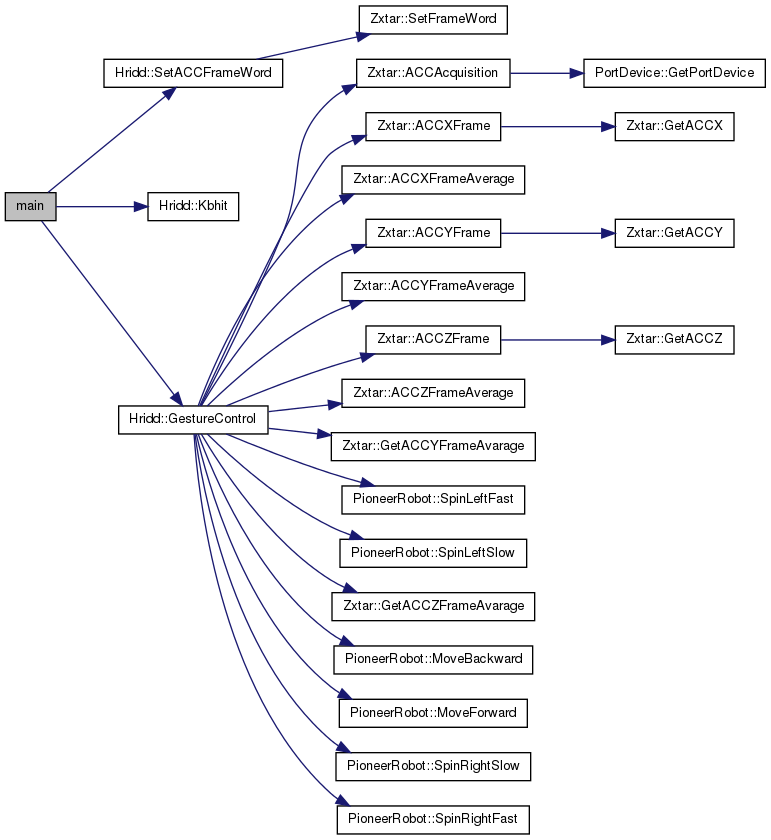 Zxtar::SetFrameWord
Hridd::SetACCFrameWord
Zxtar::ACCAcquisition
PortDevice::GetPortDevice
Zxtar::ACCXFrame
Zxtar::GetACCX
Zxtar::ACCXFrameAverage
main
Hridd::Kbhit
Zxtar::ACCYFrame
Zxtar::GetACCY
Zxtar::ACCYFrameAverage
Zxtar::ACCZFrame
Zxtar::GetACCZ
Zxtar::ACCZFrameAverage
Hridd::GestureControl
Zxtar::GetACCYFrameAvarage
PioneerRobot::SpinLeftFast
PioneerRobot::SpinLeftSlow
Zxtar::GetACCZFrameAvarage
PioneerRobot::MoveBackward
PioneerRobot::MoveForward
PioneerRobot::SpinRightSlow
PioneerRobot::SpinRightFast